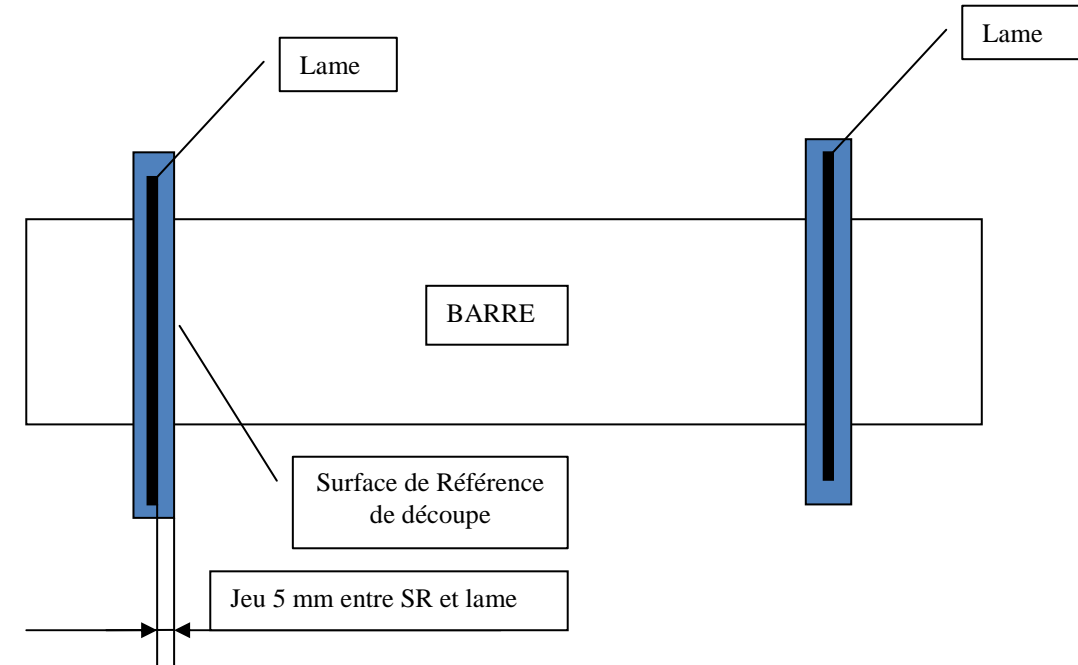 Lame
Lame
BARRE
Surface de Référence
de découpe
Jeu 5 mm entre SR et lame